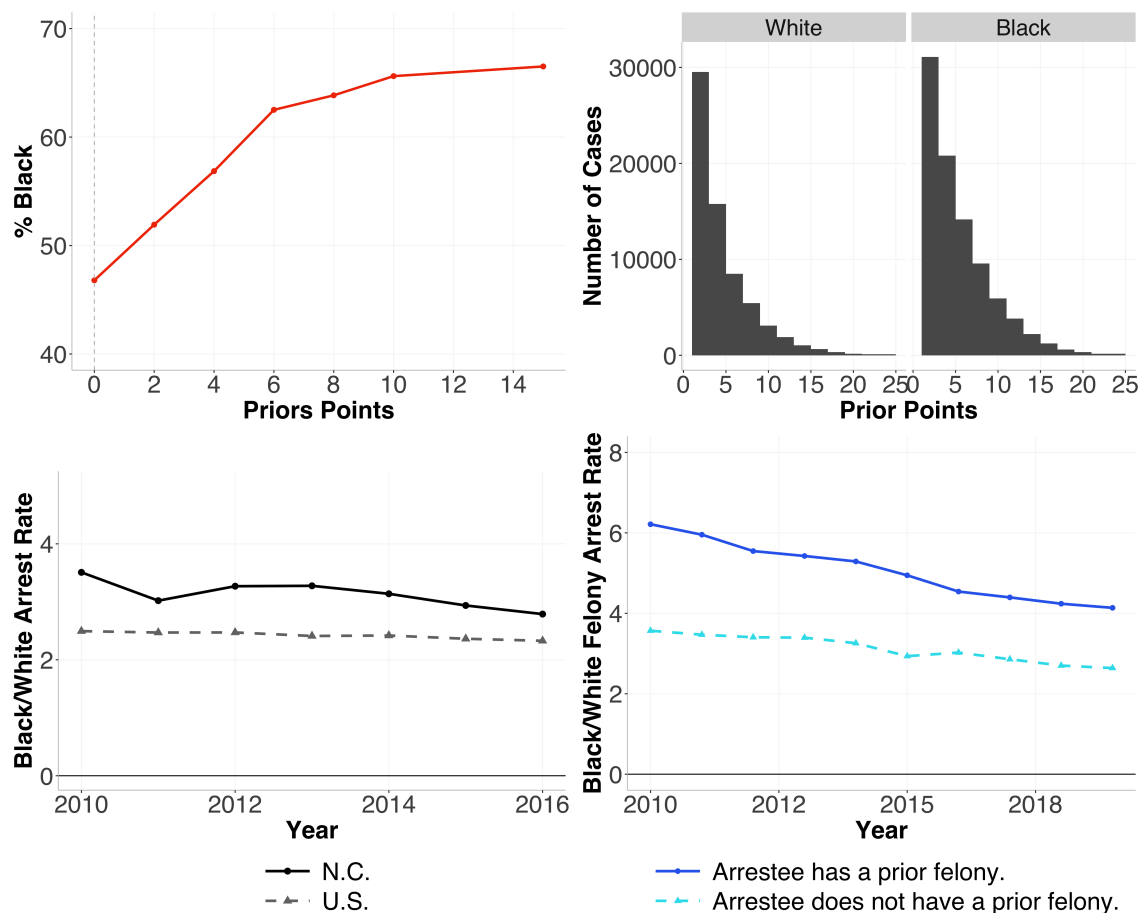 % Black
70
60
50
40
0 2 4 6 8 10 12 14
Priors Points
White Black
Number of Cases
30000
20000
10000
0
0 5 10 15 20 25 0 5 10 15 20 25
Prior Points
Black/White Arrest Rate
4
2
0
2010 2012 2014 2016
Year
N.C.
U.S.
Black/White Felony Arrest Rate
8
6
4
2
0
2010 2012 2015 2018
Year
Arrestee has a prior felony.
Arrestee does not have a prior felony.